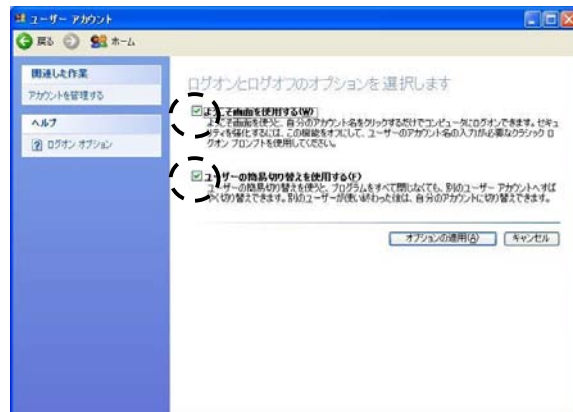 ユーザー アカウント
戻る ホーム
関連した作業
アカウントを管理する
ヘルプ
ログオン オプション
ログオンとログオフのオプションを選択します
ようこそ画面を使用する(W)
ようこそ画面を使うと、自分のアカウント名をクリックするだけでコンピュータにログオンできます。セキュ
リティを強化するには、この機能をオフにして、ユーザーのアカウント名の入力が必要なクラシック ロ
グオン プロンプトを使用してください。
ユーザーの簡易切り替えを使用する(F)
ユーザーの簡易切り替えを使うと、プログラムをすべて閉じなくても、別のユーザー アカウントへすば
やく切り替えできます。別のユーザーが使い終わった後は、自分のアカウントに切り替えできます。
オプションの適用(A) キャンセル